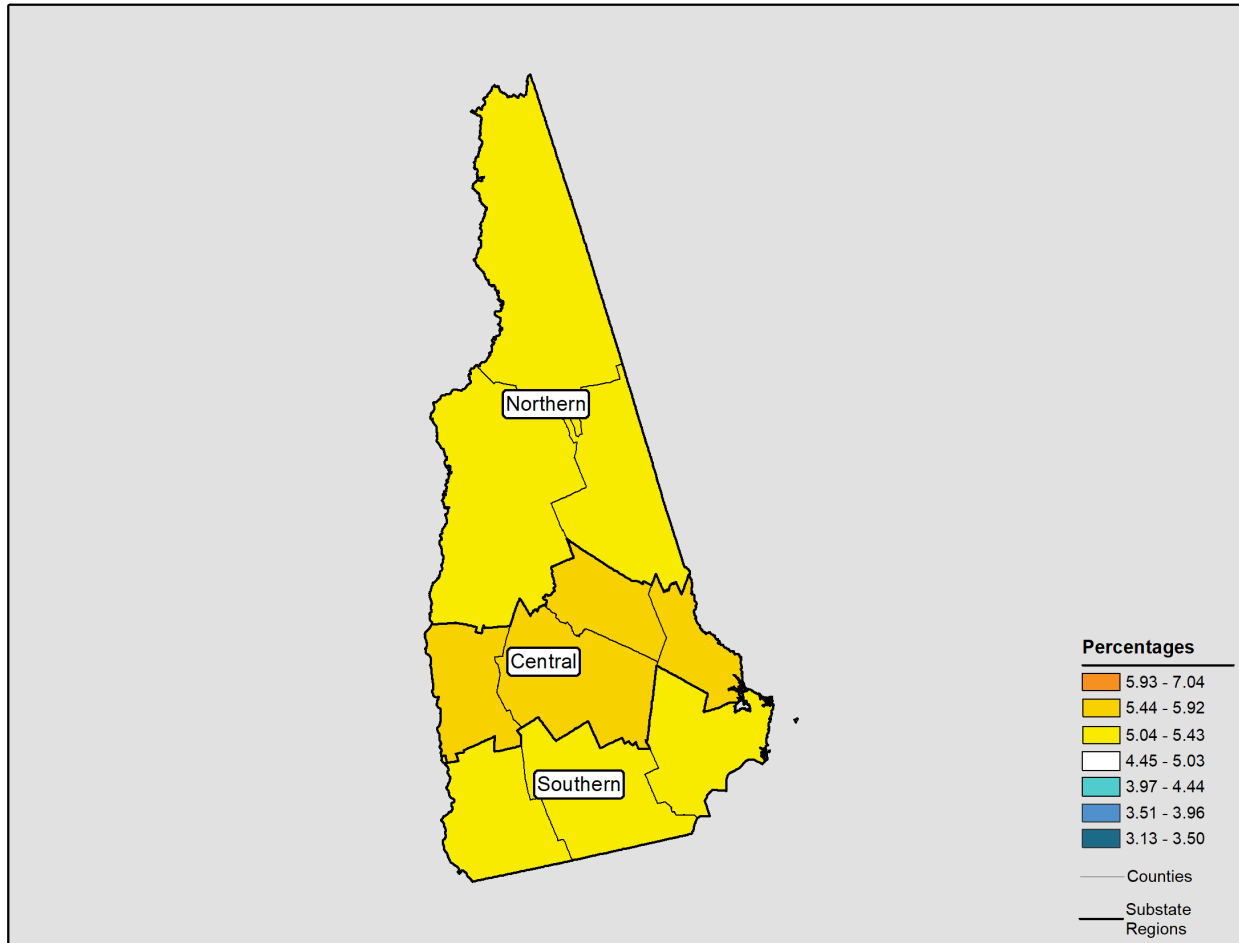 Northern
Central
Southern
Percentages
5.93 - 7.04
5.44 - 5.92
5.04 - 5.43
4.45 - 5.03
3.97 - 4.44
3.51 - 3.96
3.13 - 3.50
Counties
Substate
Regions